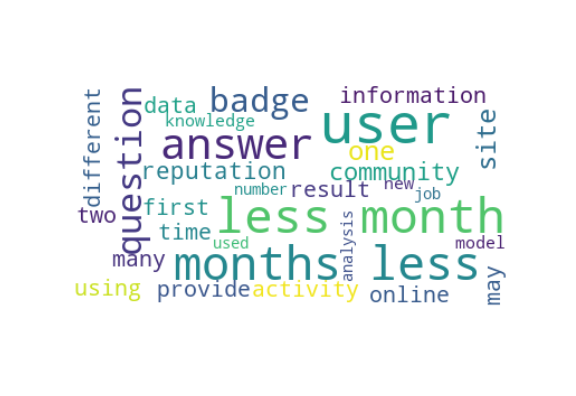 different
data
badge
information
knowledge
user
site
question
answer
one
reputation
community
number
result
new
job
two
first
less
month
time
used
analysis
model
many
months
less
may
using
provide
activity
online